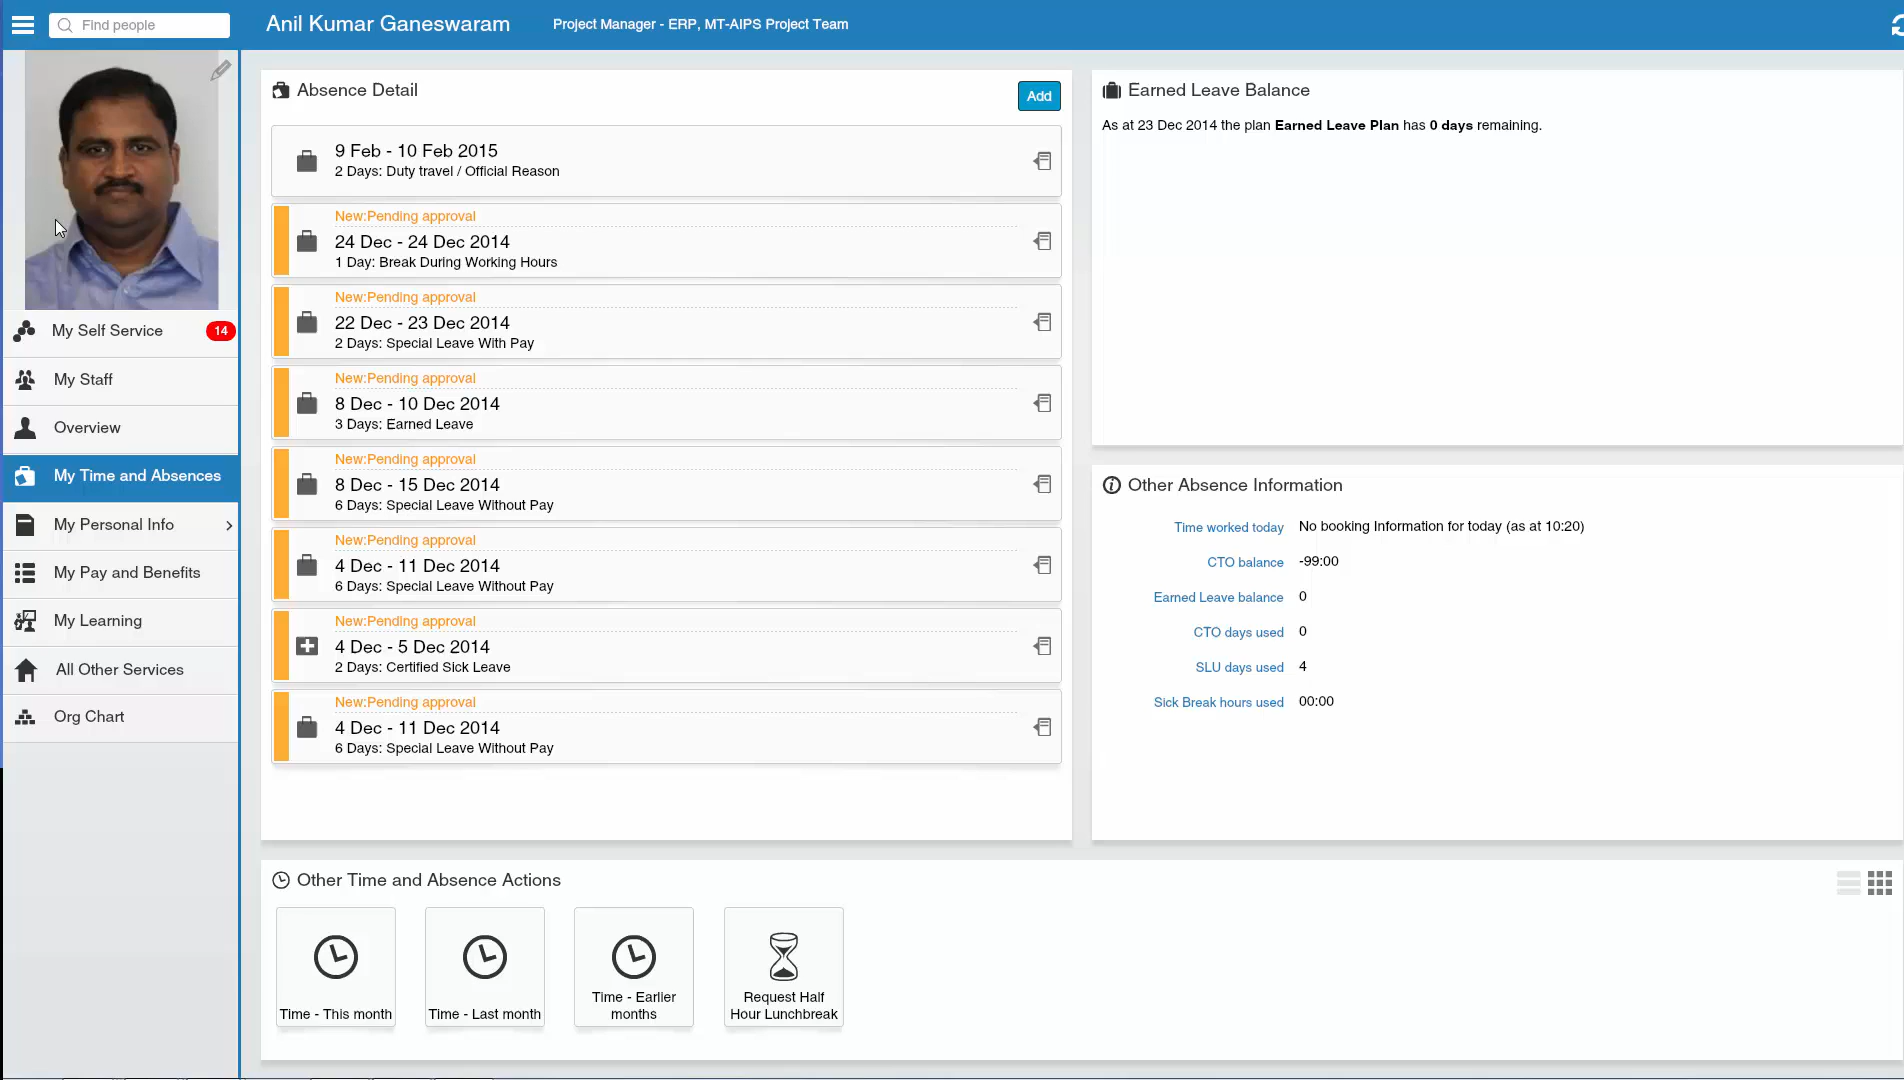 Find people
Anil Kumar Ganeswaram
Project Manager - ERP, MT-AIPS Project Team
My Self Service
14
My Staff
Overview
My Time and Absences
My Personal Info
My Pay and Benefits
My Learning
All Other Services
Org Chart
Absence Detail
Add
9 Feb - 10 Feb 2015
2 Days: Duty travel / Official Reason
New:Pending approval
24 Dec - 24 Dec 2014
1 Day: Break During Working Hours
New:Pending approval
22 Dec - 23 Dec 2014
2 Days: Special Leave With Pay
New:Pending approval
8 Dec - 10 Dec 2014
3 Days: Earned Leave
New:Pending approval
8 Dec - 15 Dec 2014
6 Days: Special Leave Without Pay
New:Pending approval
4 Dec - 11 Dec 2014
6 Days: Special Leave Without Pay
New:Pending approval
4 Dec - 5 Dec 2014
2 Days: Certified Sick Leave
New:Pending approval
4 Dec - 11 Dec 2014
6 Days: Special Leave Without Pay
Earned Leave Balance
As at 23 Dec 2014 the plan Earned Leave Plan has 0 days remaining.
Other Absence Information
Time worked today No booking Information for today (as at 10:20)
CTO balance -99:00
Earned Leave balance 0
CTO days used 0
SLU days used 4
Sick Break hours used 00:00
Other Time and Absence Actions
Time - This month
Time - Last month
Time - Earlier
months
Request Half
Hour Lunchbreak